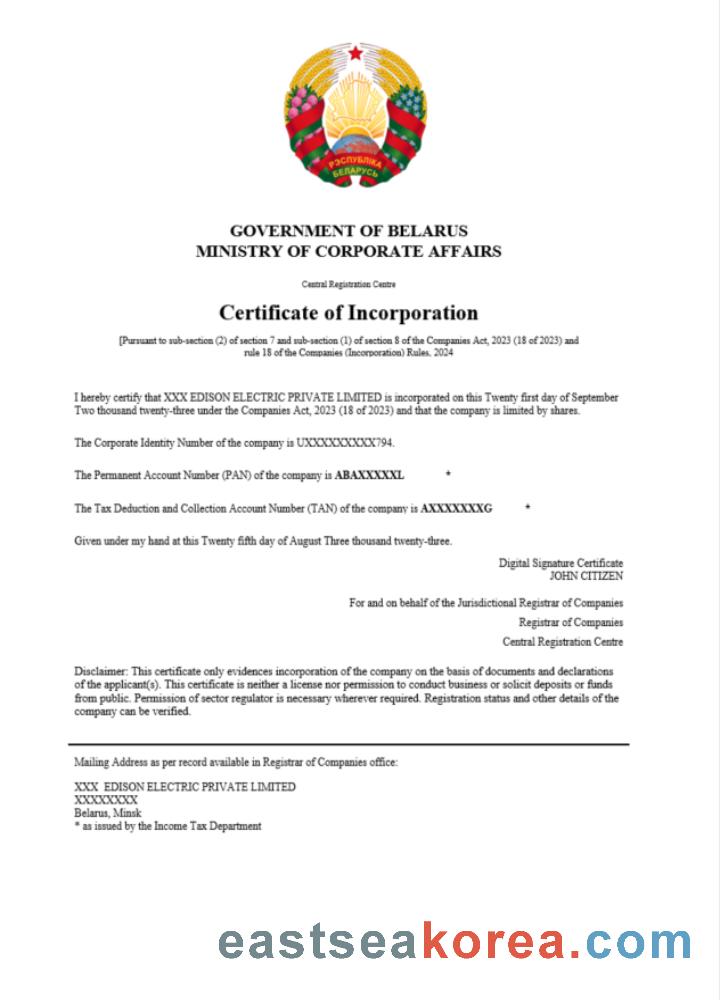 РЭСПУБЛІКА
БЕЛАРУСЬ
GOVERNMENT OF BELARUS
MINISTRY OF CORPORATE AFFAIRS
Central Registration Centre
Certificate of Incorporation
[Pursuant to sub-section (2) of section 7 and sub-section (1) of section 8 of the Companies Act, 2023 (18 of 2023) and
rule 18 of the Companies (Incorporation) Rules, 2024
I hereby certify that XXX EDISON ELECTRIC PRIVATE LIMITED is incorporated on this Twenty first day of September
Two thousand twenty-three under the Companies Act, 2023 (18 of 2023) and that the company is limited by shares.
The Corporate Identity Number of the company is UXXXXXXXXX794.
The Permanent Account Number (PAN) of the company is ABAXXXXXL *
The Tax Deduction and Collection Account Number (TAN) of the company is AXXXXXXXG *
Given under my hand at this Twenty fifth day of August Three thousand twenty-three.
Digital Signature Certificate
JOHN CITIZEN
For and on behalf of the Jurisdictional Registrar of Companies
Registrar of Companies
Central Registration Centre
Disclaimer: This certificate only evidences incorporation of the company on the basis of documents and declarations
of the applicant(s). This certificate is neither a license nor permission to conduct business or solicit deposits or funds
from public. Permission of sector regulator is necessary wherever required. Registration status and other details of the
company can be verified.
Mailing Address as per record available in Registrar of Companies office:
XXX EDISON ELECTRIC PRIVATE LIMITED
XXXXXXXX
Belarus, Minsk
* as issued by the Income Tax Department
eastseakorea.com